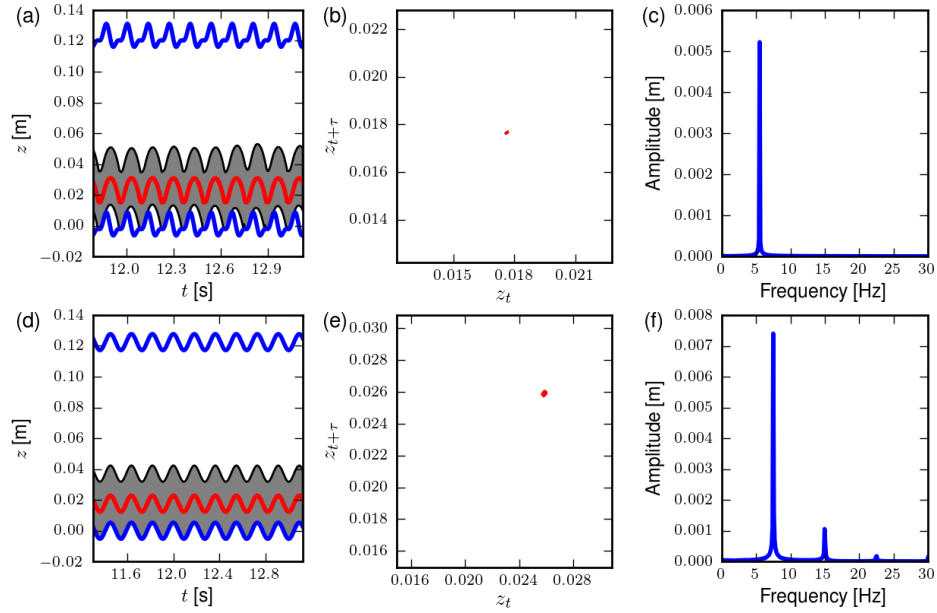 (a)
0.14
0.12
0.10
0.08
0.06
0.04
0.02
0.00
−0.02
z [m]
12.0 12.3 12.6 12.9
t [s]
(b)
0.022
0.020
0.018
0.016
0.014
z_{t+τ}
0.015 0.018 0.021
z_t
(c)
0.006
0.005
0.004
0.003
0.002
0.001
0.000
Amplitude [m]
0 5 10 15 20 25 30
Frequency [Hz]
(d)
0.14
0.12
0.10
0.08
0.06
0.04
0.02
0.00
−0.02
z [m]
11.6 12.0 12.4 12.8
t [s]
(e)
0.030
0.028
0.026
0.024
0.022
0.020
0.018
0.016
z_{t+τ}
0.016 0.020 0.024 0.028
z_t
(f)
0.008
0.007
0.006
0.005
0.004
0.003
0.002
0.001
0.000
Amplitude [m]
0 5 10 15 20 25 30
Frequency [Hz]